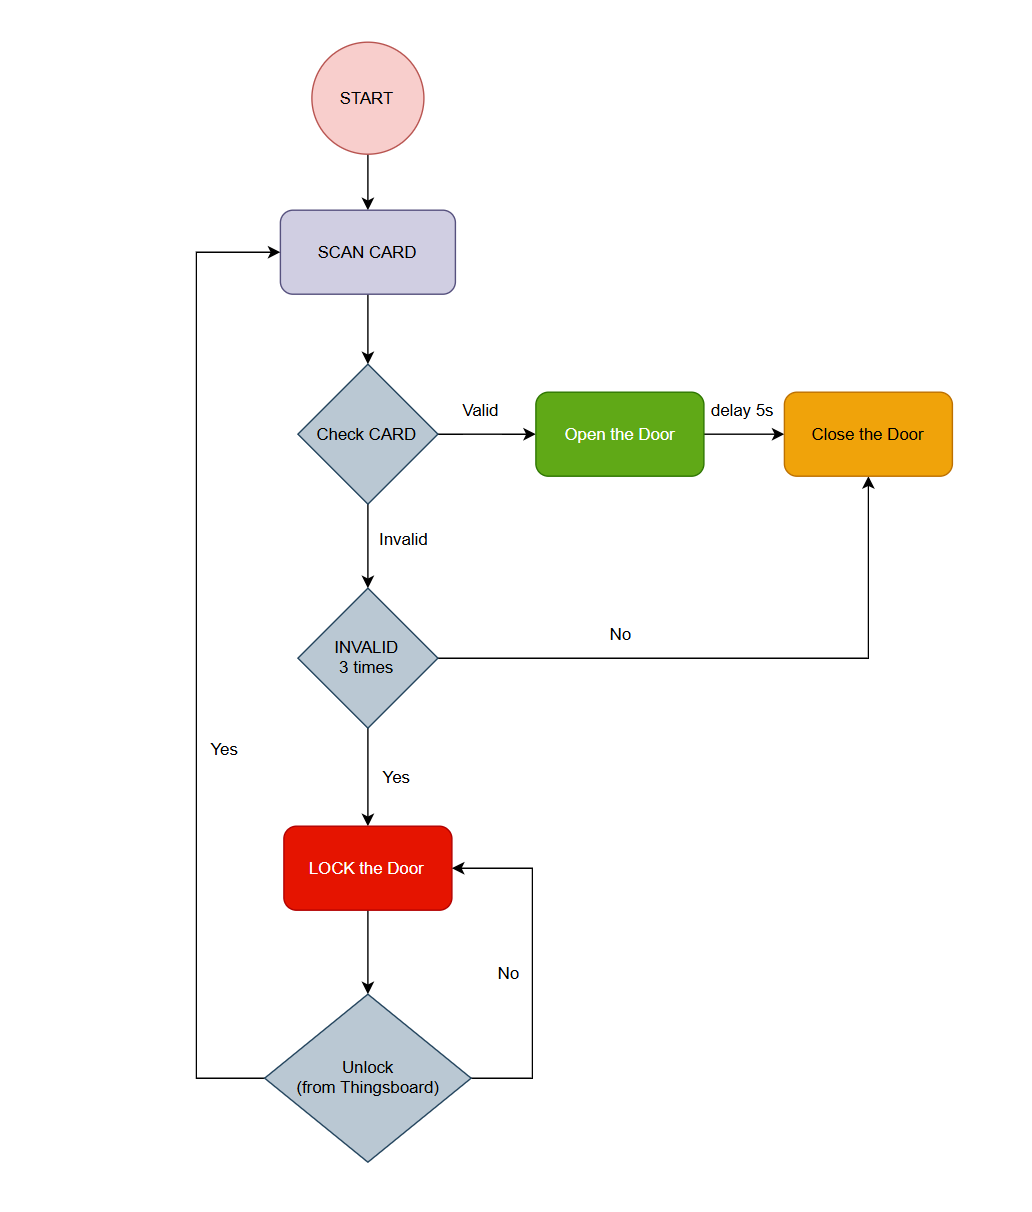 START
SCAN CARD
Check CARD
Valid
Open the Door
delay 5s
Close the Door
Invalid
INVALID
3 times
No
Yes
Yes
LOCK the Door
No
Unlock
(from Thingsboard)